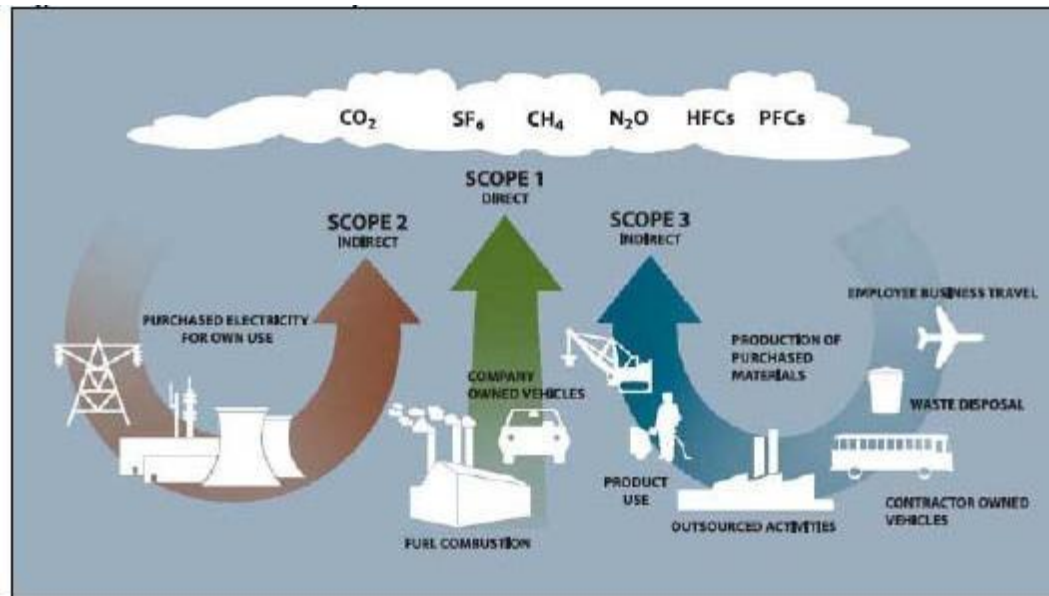 CO2 SF6 CH4 N2O HFCs PFCs
SCOPE 1
DIRECT
SCOPE 2
INDIRECT
SCOPE 3
INDIRECT
PURCHASED ELECTRICITY
FOR OWN USE
COMPANY
OWNED VEHICLES
FUEL COMBUSTION
PRODUCTION OF
PURCHASED
MATERIALS
EMPLOYEE BUSINESS TRAVEL
WASTE DISPOSAL
PRODUCT
USE
OUTSOURCED ACTIVITIES
CONTRACTOR OWNED
VEHICLES